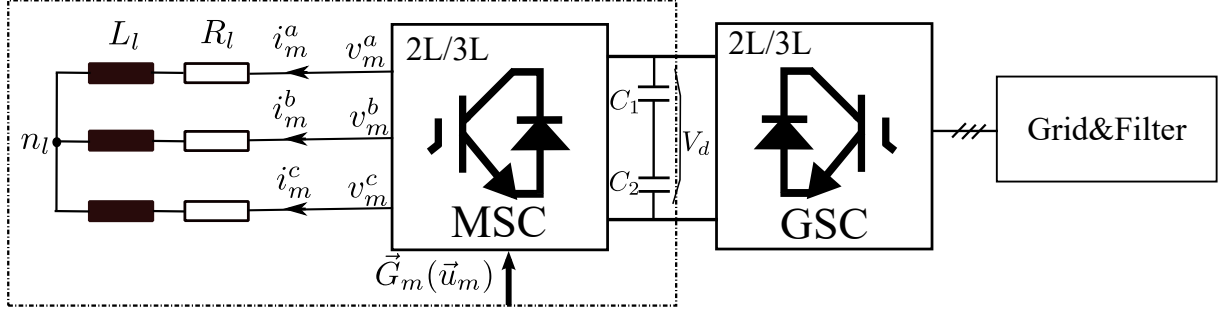 L_l R_l i_m^a v_m^a 2L/3L 2L/3L
C_1
i_m^b v_m^b
n_l V_d Grid&Filter
C_2
i_m^c v_m^c
MSC GSC
\vec{G}_m(\vec{u}_m)